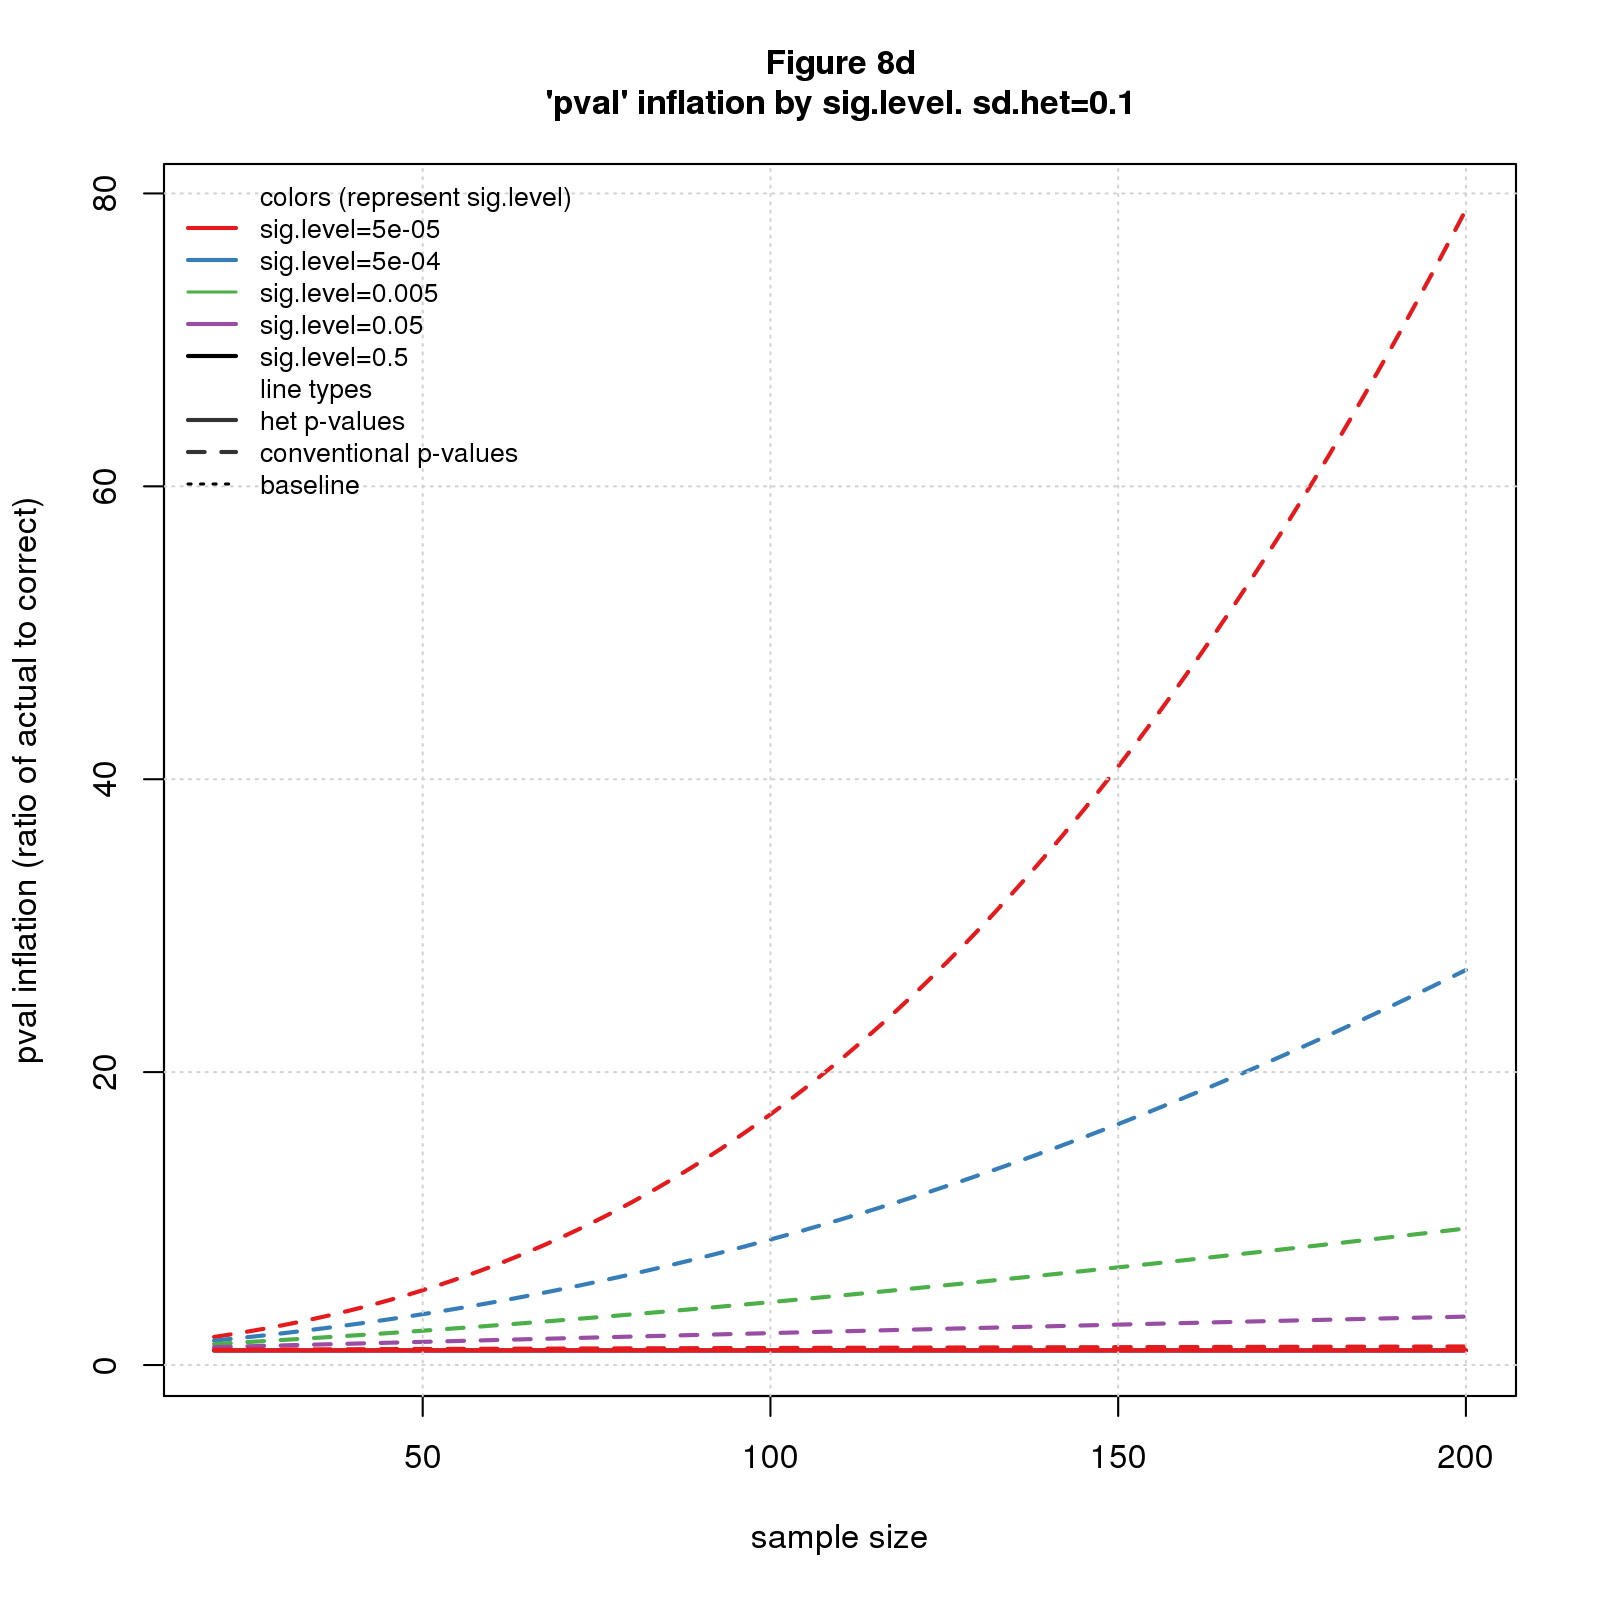 Figure 8d
'pval' inflation by sig.level. sd.het=0.1
colors (represent sig.level)
sig.level=5e-05
sig.level=5e-04
sig.level=0.005
sig.level=0.05
sig.level=0.5
line types
het p-values
conventional p-values
baseline
pval inflation (ratio of actual to correct)
80
60
40
20
0
50 100 150 200
sample size